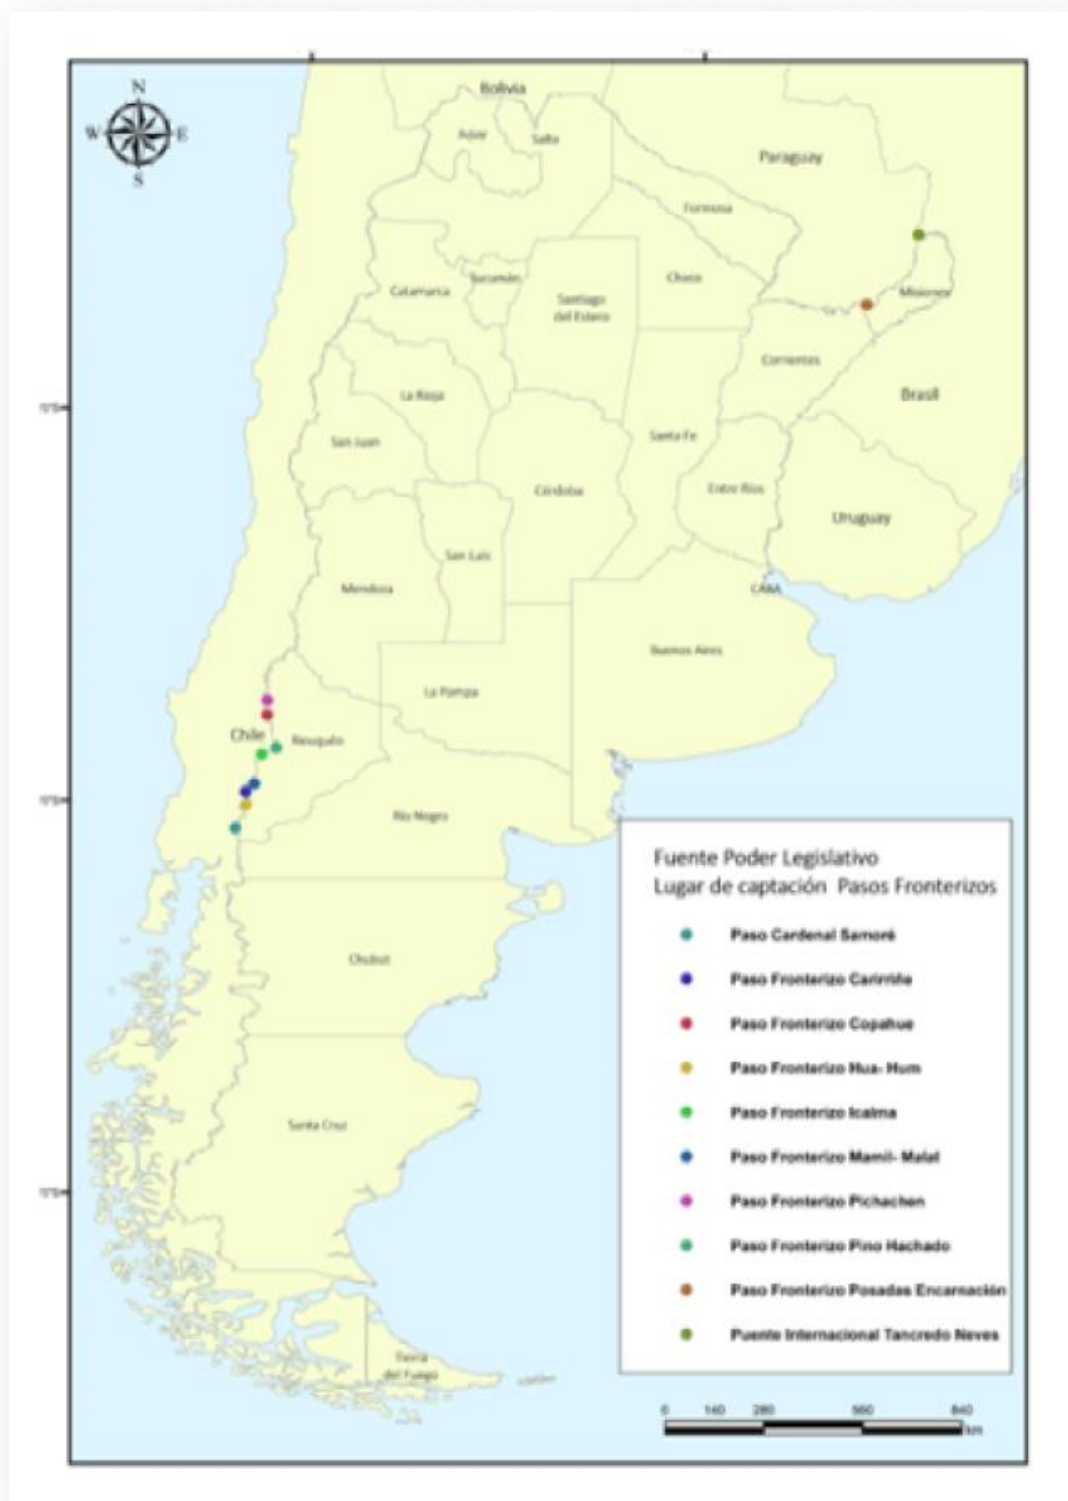 N
W E
S
Bolivia
Jujuy
Salta
Paraguay
Formosa
Chaco
Catamarca
Tucumán
Santiago
del Estero
Misiones
Corrientes
Brasil
La Rioja
San Juan
Santa Fe
Córdoba
Entre Ríos
Uruguay
San Luis
Mendoza
CABA
Buenos Aires
La Pampa
Chile
Neuquén
Río Negro
Chubut
Santa Cruz
Tierra
del Fuego
Fuente Poder Legislativo
Lugar de captación Pasos Fronterizos
Paso Cardenal Samoré
Paso Fronterizo Carirriñe
Paso Fronterizo Copahue
Paso Fronterizo Hua- Hum
Paso Fronterizo Icalma
Paso Fronterizo Mamil- Malal
Paso Fronterizo Pichachen
Paso Fronterizo Pino Hachado
Paso Fronterizo Posadas Encarnación
Puente Internacional Tancredo Neves
0 140 280 560 840
km